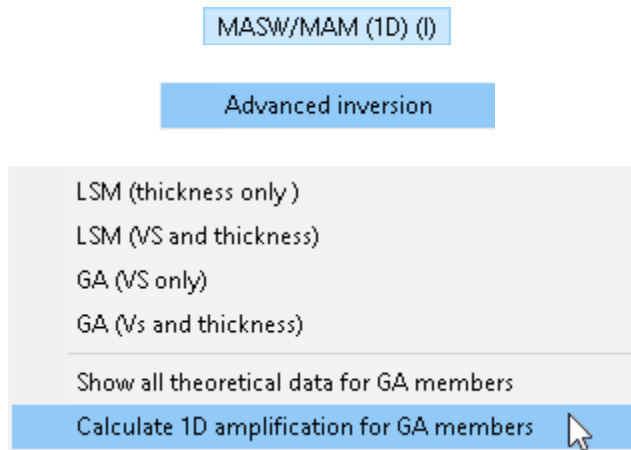 MASW/MAM (1D) (I)
Advanced inversion
LSM (thickness only )
LSM (VS and thickness)
GA (VS only)
GA (Vs and thickness)
Show all theoretical data for GA members
Calculate 1D amplification for GA members